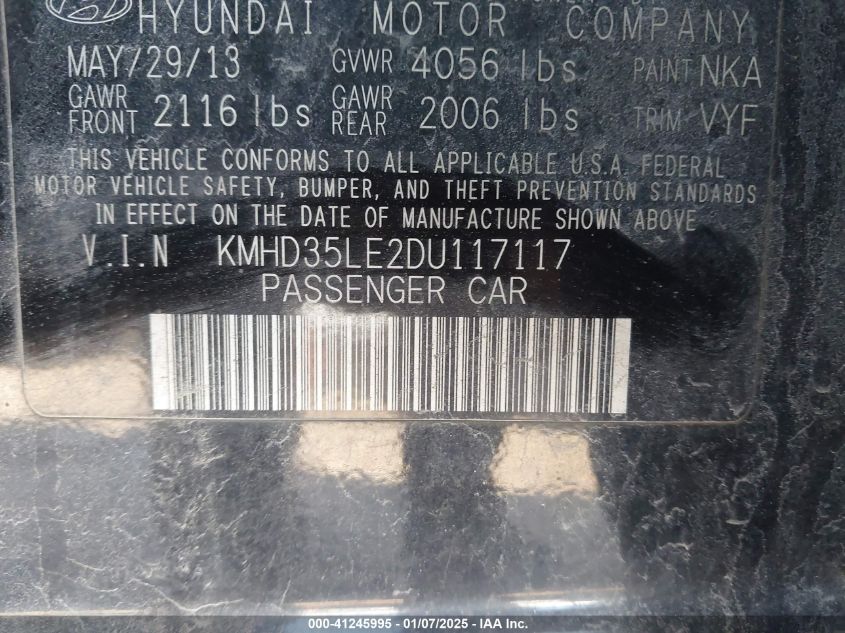 HYUNDAI MOTOR COMPANY
MAY/29/13 GVWR 4056 lbs PAINT NKA
GAWR FRONT 2116 lbs GAWR REAR 2006 lbs TRIM VYF
THIS VEHICLE CONFORMS TO ALL APPLICABLE U.S.A. FEDERAL
MOTOR VEHICLE SAFETY, BUMPER, AND THEFT PREVENTION STANDARDS
IN EFFECT ON THE DATE OF MANUFACTURE SHOWN ABOVE
V.I.N KMHD35LE2DU117117
PASSENGER CAR
000-41245995 - 01/07/2025 - IAA, Inc.